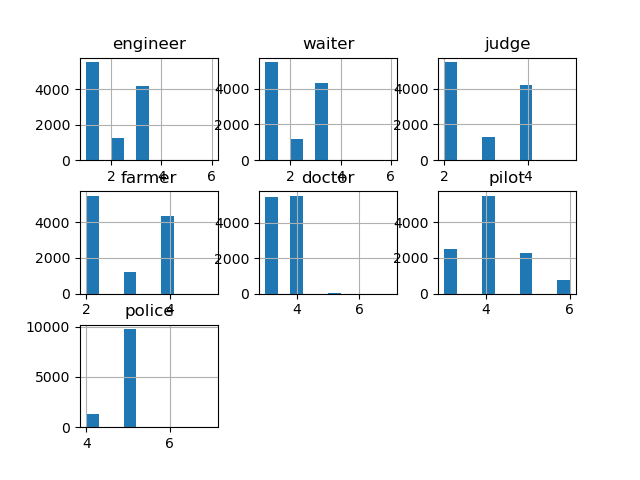 engineer waiter judge
4000 4000 4000
2000 2000 2000
0 0 0
2 4 6 2 4 6 2 4
farmer doctor pilot
4000 4000 4000
2000 2000 2000
0 0 0
2 4 4 6 4 6
police
10000
5000
0
4 6